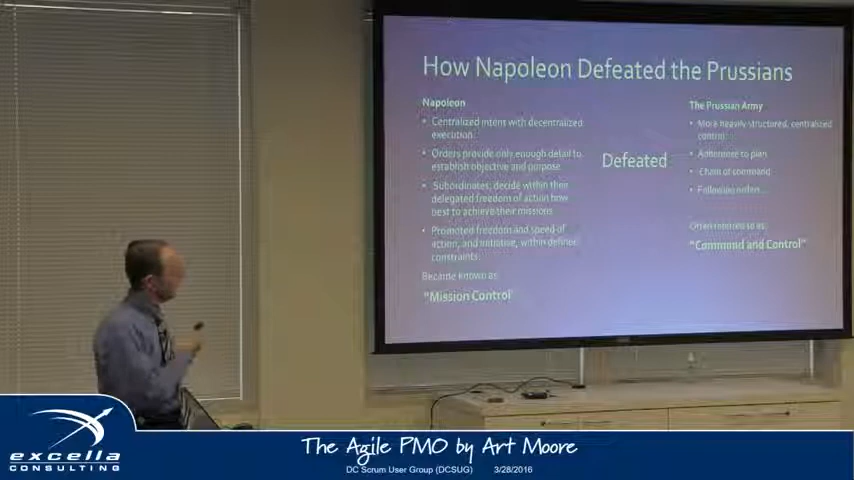 How Napoleon Defeated the Prussians
Napoleon
• Centralized intent with decentralized
execution.
• Orders provide only enough detail to
establish objective and purpose
• Subordinates, decide within their
delegated freedom of action how
best to achieve their missions
• Promoted freedom and speed of
action, and initiative, within defined
constraints.
Became known as:
"Mission Control"
Defeated
The Prussian Army
• More heavily structured, centralized
control
• Adherence to plan
• Chain of command
• Following orders...
Often referred to as:
"Command and Control"
excella
CONSULTING
The Agile PMO by Art Moore
DC Scrum User Group (DCSUG) 3/28/2016